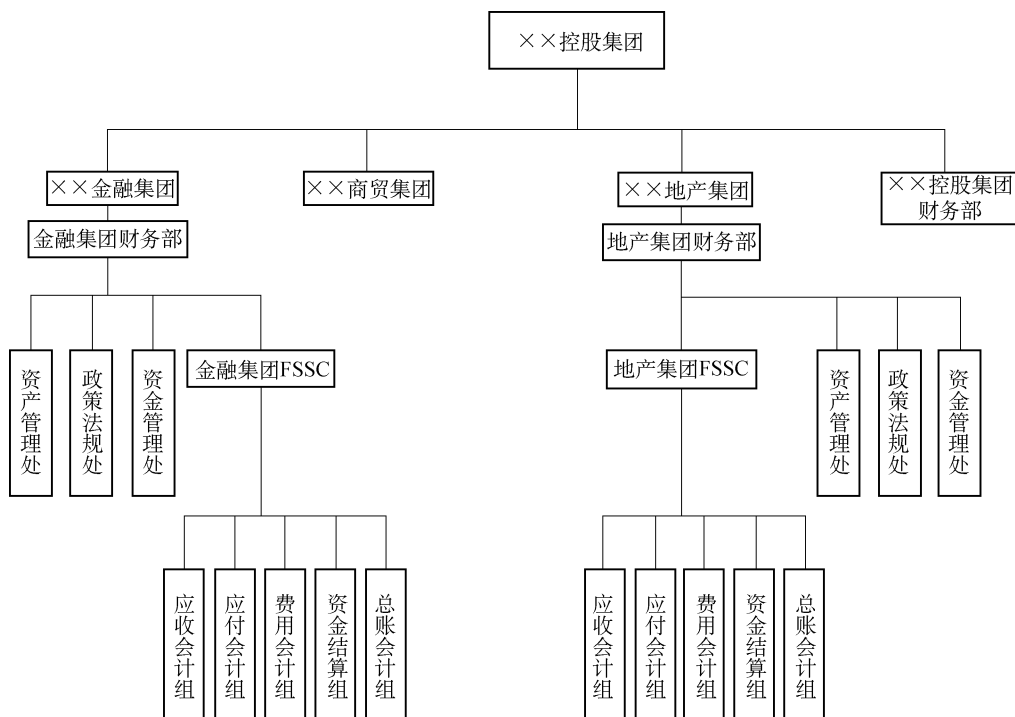 ××控股集团
××金融集团
××商贸集团
××地产集团
××控股集团
财务部
金融集团财务部
地产集团财务部
资产管理处
政策法规处
资金管理处
金融集团FSSC
地产集团FSSC
资产管理处
政策法规处
资金管理处
应收会计组
应付会计组
费用会计组
资金结算组
总账会计组
应收会计组
应付会计组
费用会计组
资金结算组
总账会计组